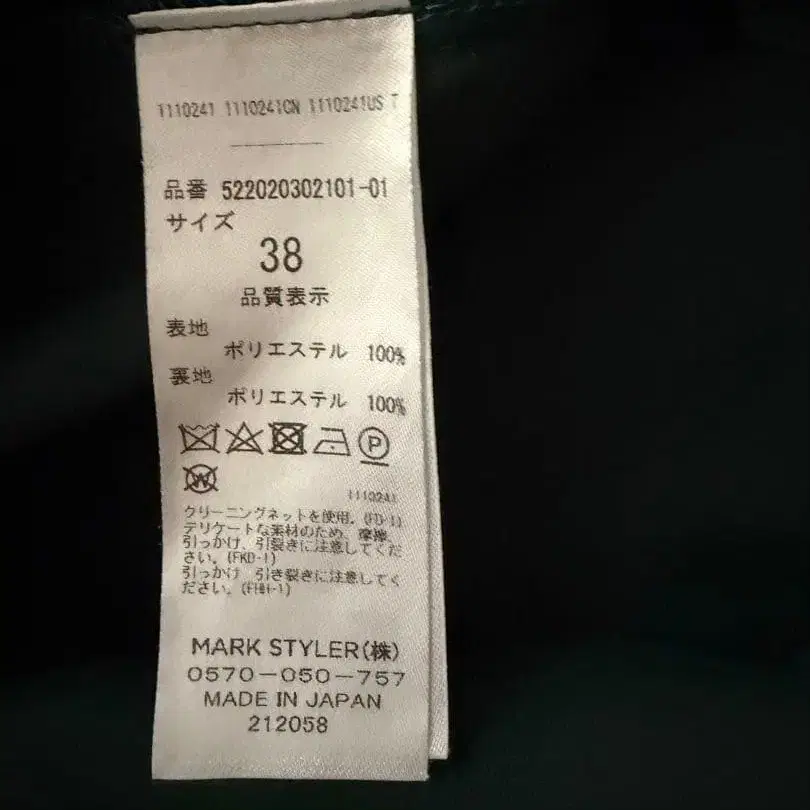 1110241 1110241CN 1110241US T
品番 522020302101-01
サイズ
38
品質表示
表地
ポリエステル 100%
裏地
ポリエステル 100%
P
W
1110241
クリーニングネットを使用。(FD-1)
デリケートな素材のため、摩擦、
引っかけ、引裂きに注意してくだ
さい。(FKD-1)
引っかけ 引き裂きに注意してく
ださい。(FHH-1)
MARK STYLER(株)
0570-050-757
MADE IN JAPAN
212058